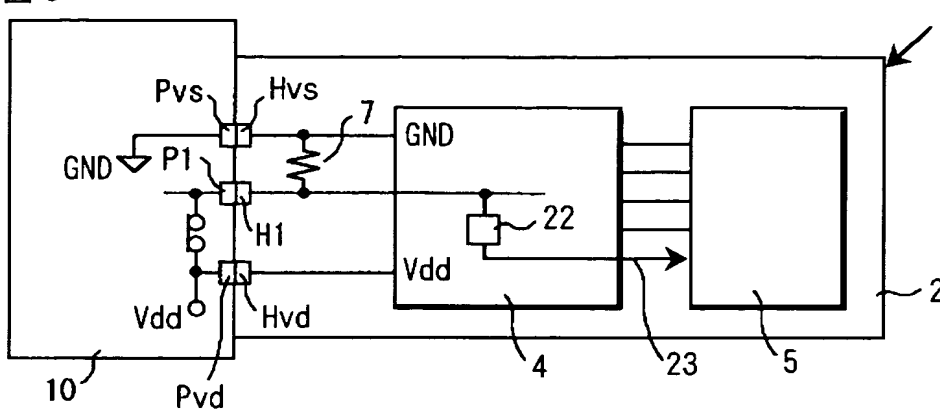 Pvs Hvs 7
GND
GND
P1
H1 22
Vdd
Vdd Hvd
2
10 Pvd 4 23 5